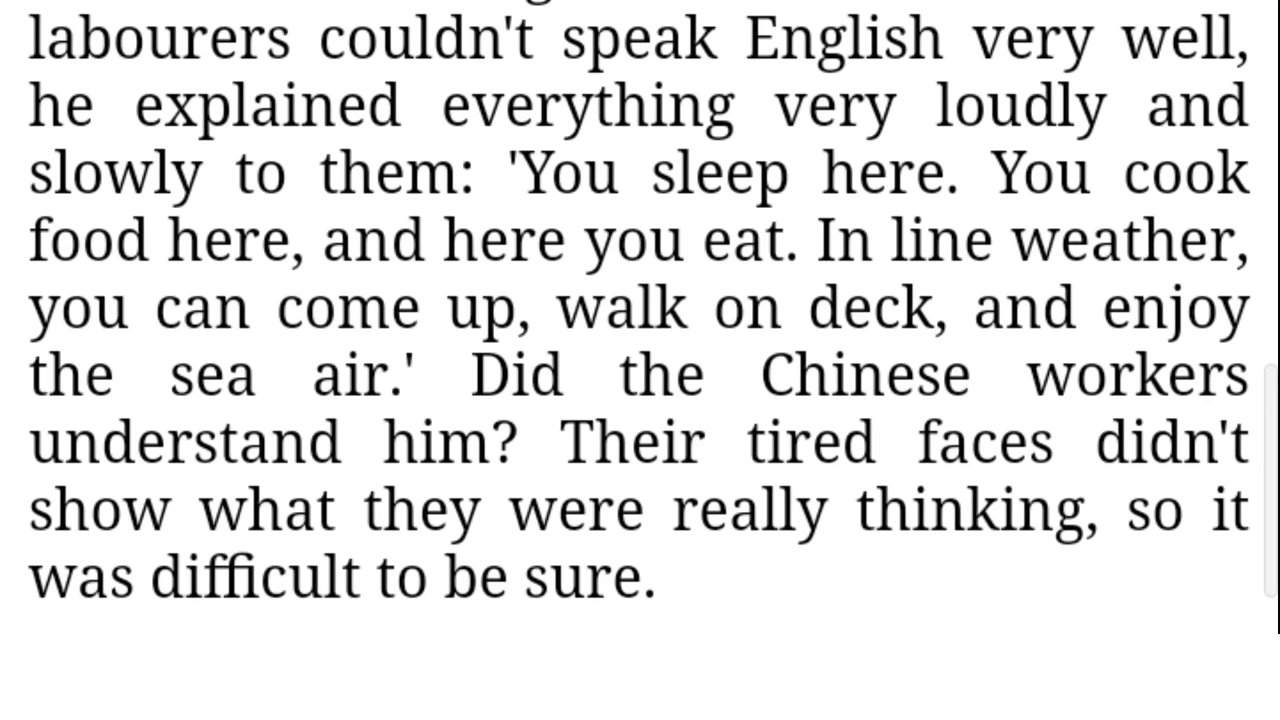 labourers couldn't speak English very well,
he explained everything very loudly and
slowly to them: 'You sleep here. You cook
food here, and here you eat. In line weather,
you can come up, walk on deck, and enjoy
the sea air.' Did the Chinese workers
understand him? Their tired faces didn't
show what they were really thinking, so it
was difficult to be sure.